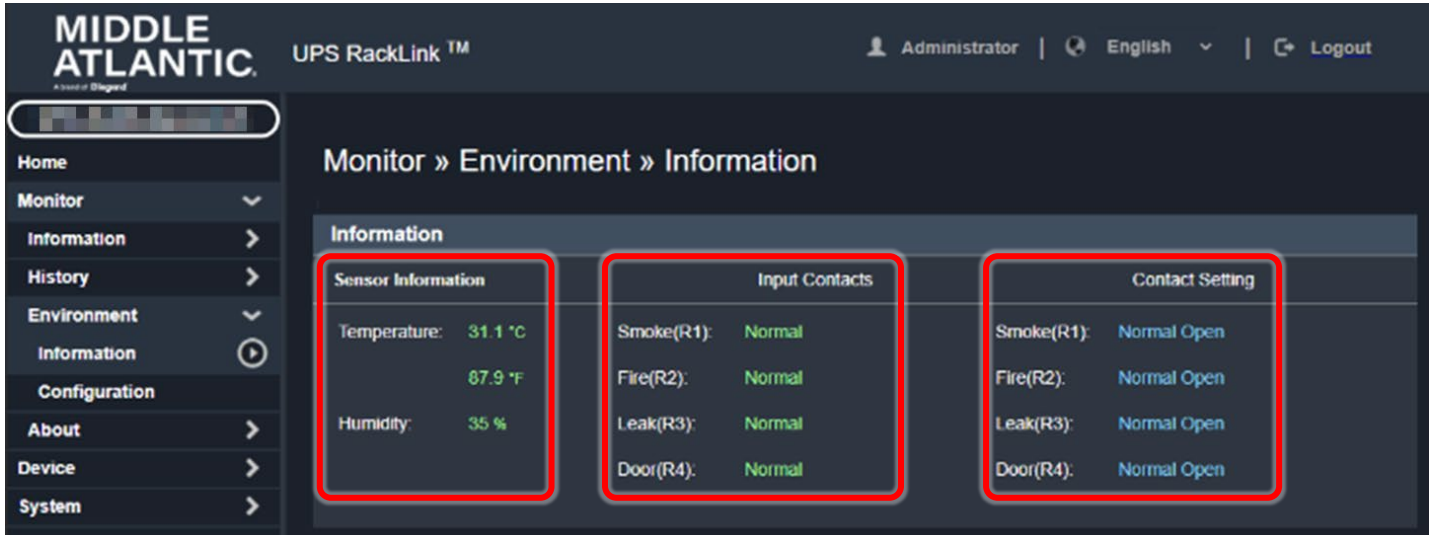 MIDDLE
ATLANTIC.
A brand of legrand
UPS RackLink ™
Administrator | English | Logout
Home
Monitor
Information
History
Environment
Information
Configuration
About
Device
System
Monitor » Environment » Information
Information
Sensor Information Input Contacts Contact Setting
Temperature: 31.1 °C Smoke(R1): Normal Smoke(R1): Normal Open
87.9 °F Fire(R2): Normal Fire(R2): Normal Open
Humidity: 35 % Leak(R3): Normal Leak(R3): Normal Open
Door(R4): Normal Door(R4): Normal Open